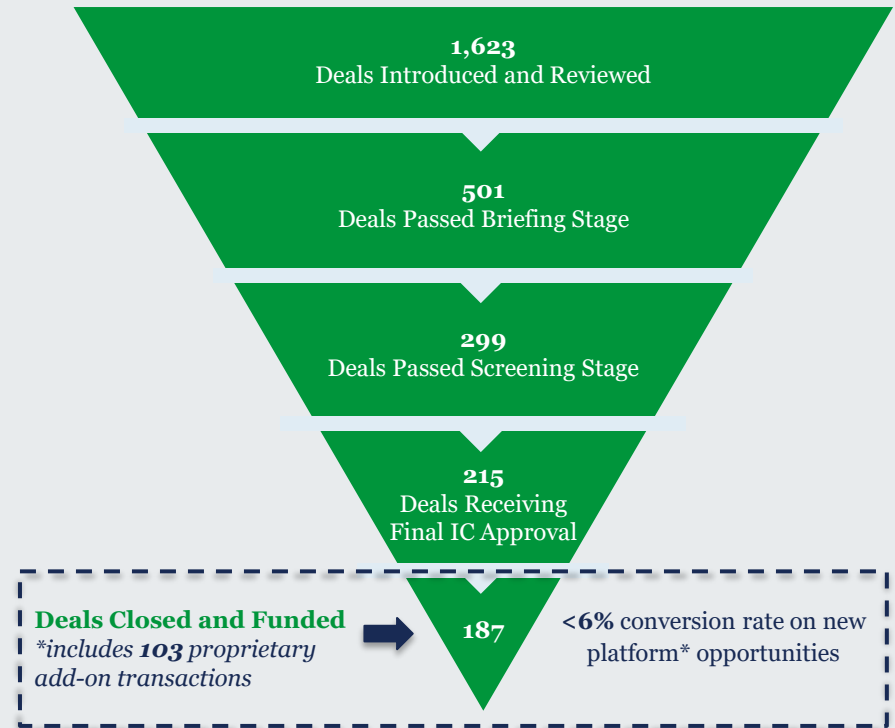 1,623
Deals Introduced and Reviewed
501
Deals Passed Briefing Stage
299
Deals Passed Screening Stage
215
Deals Receiving
Final IC Approval
Deals Closed and Funded
*includes 103 proprietary
add-on transactions
187
<6% conversion rate on new
platform* opportunities